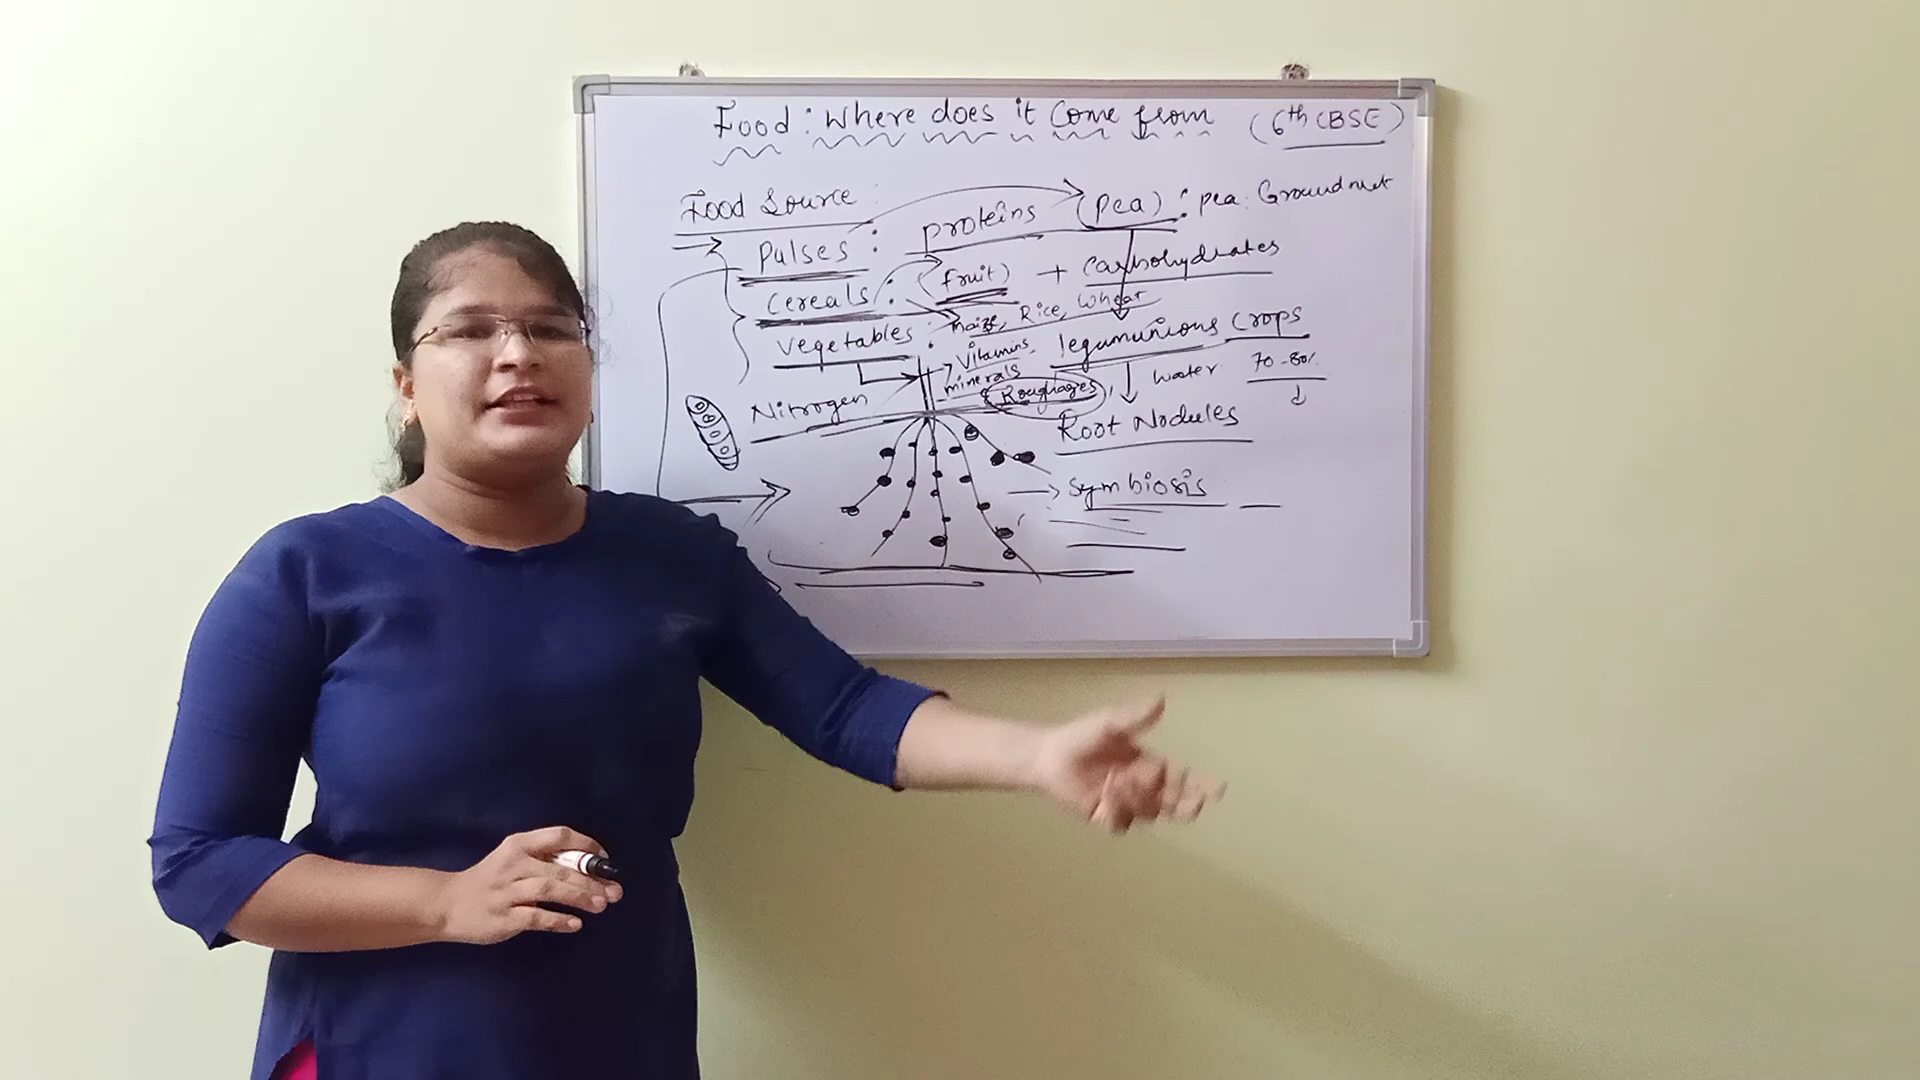 Food : Where does it Come from (6th CBSE)
Food Source :
Pulses : proteins (Pea) : pea. Groundnut
Cereals : (fruit) + Carbohydrates
maize, Rice, Wheat
Vegetables : Vitamins, legumunious Crops
minerals
& Roughages, Water 70-80%
Nitrogen
Root Nodules
Symbiosis